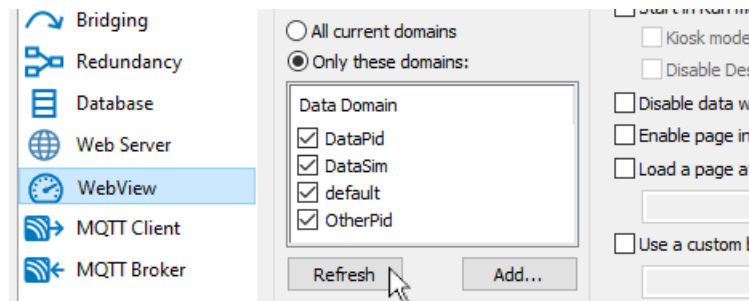 Bridging
Redundancy
Database
Web Server
WebView
MQTT Client
MQTT Broker
All current domains
Only these domains:
Data Domain
DataPid
DataSim
default
OtherPid
Refresh
Add...
Kiosk mode
Disable
Disable data
Enable page
Load a page
Use a custom